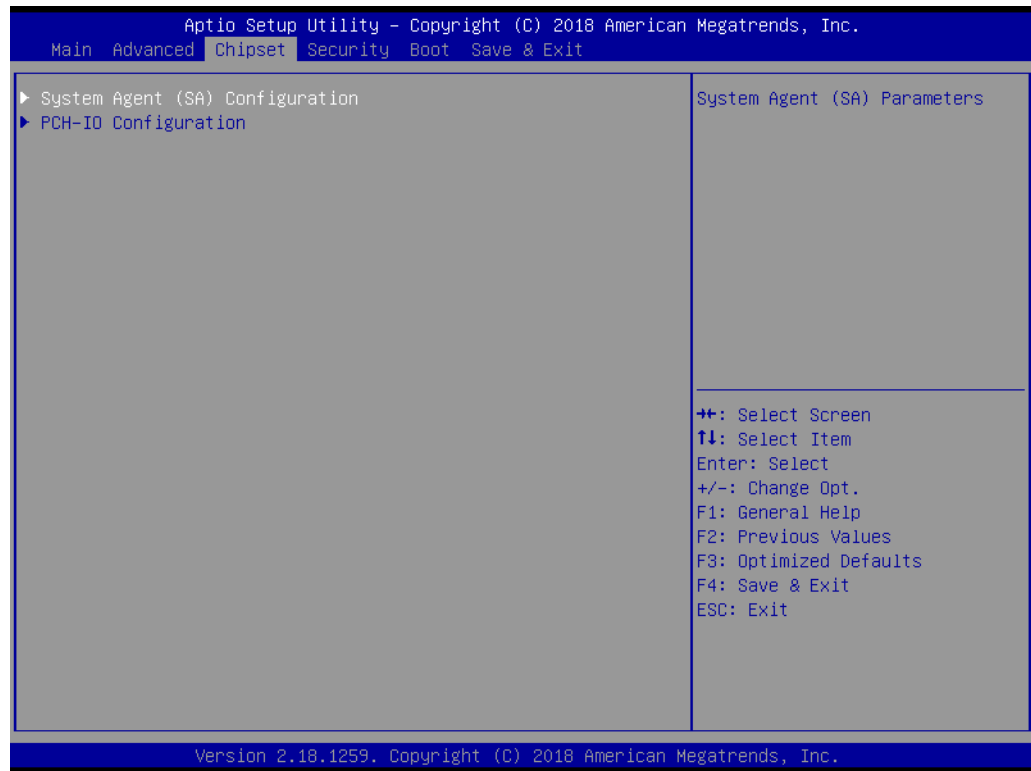 Aptio Setup Utility – Copyright (C) 2018 American Megatrends, Inc.
Main Advanced Chipset Security Boot Save & Exit
▶ System Agent (SA) Configuration
▶ PCH-IO Configuration
System Agent (SA) Parameters
→←: Select Screen
↑↓: Select Item
Enter: Select
+/-: Change Opt.
F1: General Help
F2: Previous Values
F3: Optimized Defaults
F4: Save & Exit
ESC: Exit
Version 2.18.1259. Copyright (C) 2018 American Megatrends, Inc.